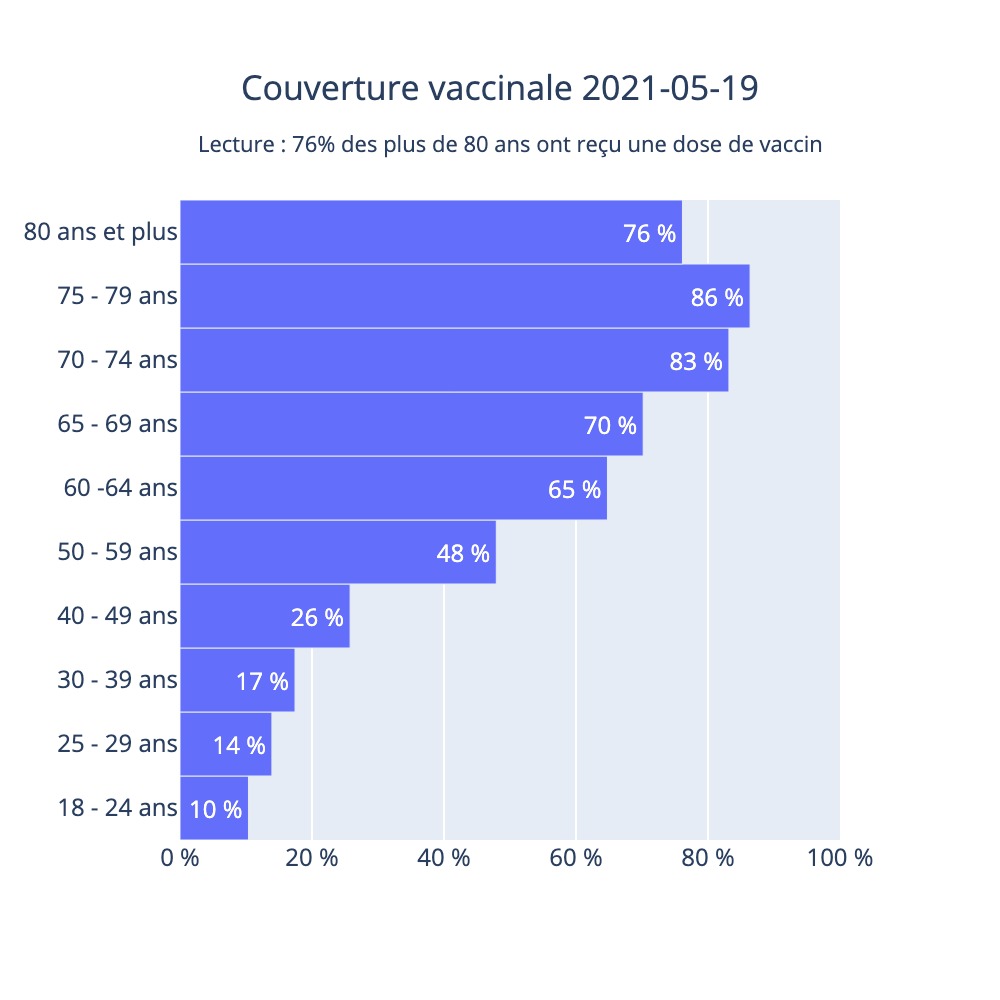 Couverture vaccinale 2021-05-19
Lecture : 76% des plus de 80 ans ont reçu une dose de vaccin
80 ans et plus 76 %
75 - 79 ans 86 %
70 - 74 ans 83 %
65 - 69 ans 70 %
60 -64 ans 65 %
50 - 59 ans 48 %
40 - 49 ans 26 %
30 - 39 ans 17 %
25 - 29 ans 14 %
18 - 24 ans 10 %
0 % 20 % 40 % 60 % 80 % 100 %